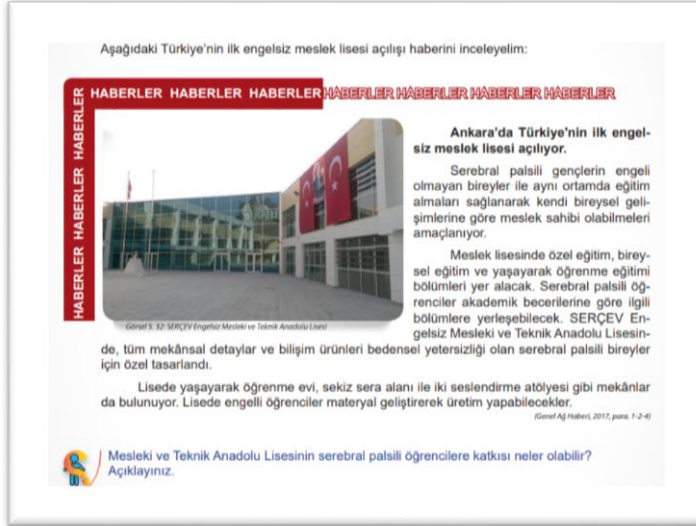 Aşağıdaki Türkiye'nin ilk engelsiz meslek lisesi açılışı haberini inceleyelim:
HABERLER HABERLER HABERLER HABERLER HABERLER HABERLER HABERLER
HABERLER HABERLER HABERLER
Ankara'da Türkiye'nin ilk engel-
siz meslek lisesi açılıyor.
Serebral palsili gençlerin engeli
olmayan bireyler ile aynı ortamda eğitim
almaları sağlanarak kendi bireysel geli-
şimlerine göre meslek sahibi olabilmeleri
amaçlanıyor.
Meslek lisesinde özel eğitim, birey-
sel eğitim ve yaşayarak öğrenme eğitimi
bölümleri yer alacak. Serebral palsili öğ-
renciler akademik becerilerine göre ilgili
bölümlere yerleşebilecek. SERÇEV En-
gelsiz Mesleki ve Teknik Anadolu Lisesin-
de, tüm mekânsal detaylar ve bilişim ürünleri bedensel yetersizliği olan serebral palsili bireyler
için özel tasarlandı.
Görsel 5. 32: SERÇEV Engelsiz Mesleki ve Teknik Anadolu Lisesi
Lisede yaşayarak öğrenme evi, sekiz sera alanı ile iki seslendirme atölyesi gibi mekânlar
da bulunuyor. Lisede engelli öğrenciler materyal geliştirerek üretim yapabilecekler.
(Genel Ağ Haberi, 2017, para. 1-2-4)
Mesleki ve Teknik Anadolu Lisesinin serebral palsili öğrencilere katkısı neler olabilir?
Açıklayınız.